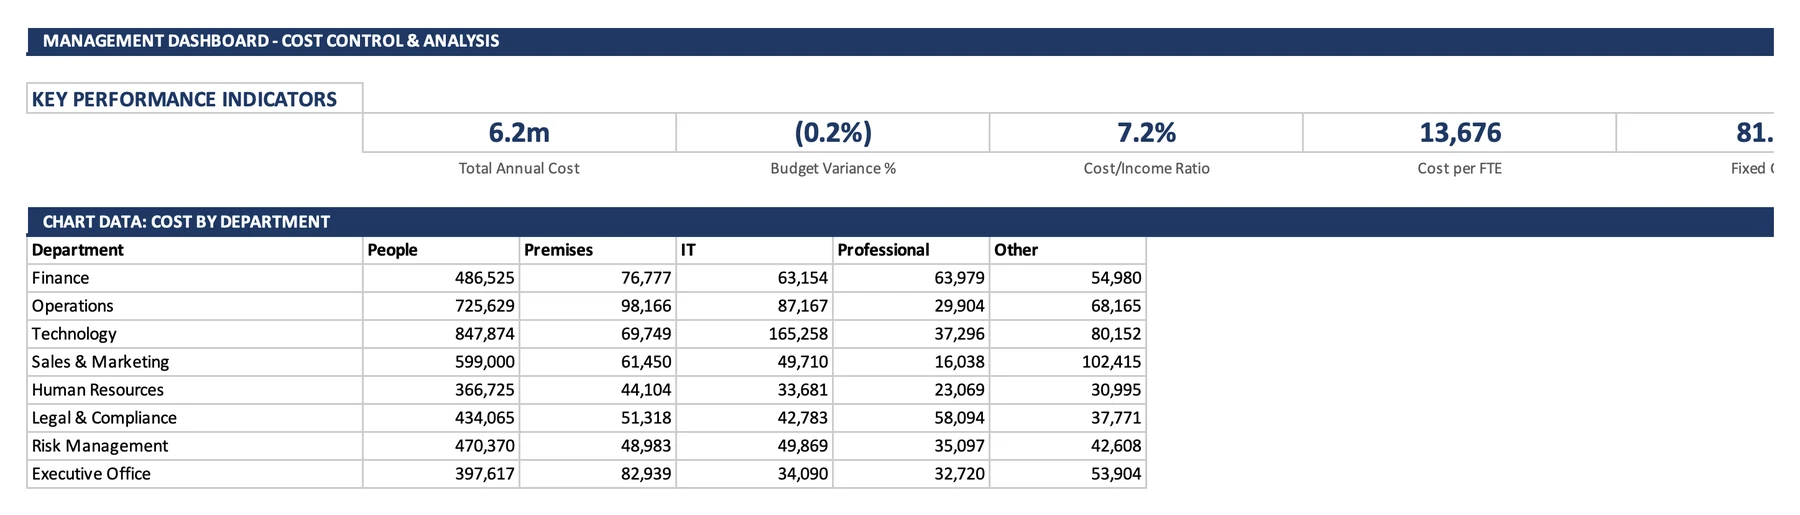 MANAGEMENT DASHBOARD - COST CONTROL & ANALYSIS
KEY PERFORMANCE INDICATORS
6.2m (0.2%) 7.2% 13,676 81.
Total Annual Cost Budget Variance % Cost/Income Ratio Cost per FTE Fixed
CHART DATA: COST BY DEPARTMENT
Department People Premises IT Professional Other
Finance 486,525 76,777 63,154 63,979 54,980
Operations 725,629 98,166 87,167 29,904 68,165
Technology 847,874 69,749 165,258 37,296 80,152
Sales & Marketing 599,000 61,450 49,710 16,038 102,415
Human Resources 366,725 44,104 33,681 23,069 30,995
Legal & Compliance 434,065 51,318 42,783 58,094 37,771
Risk Management 470,370 48,983 49,869 35,097 42,608
Executive Office 397,617 82,939 34,090 32,720 53,904